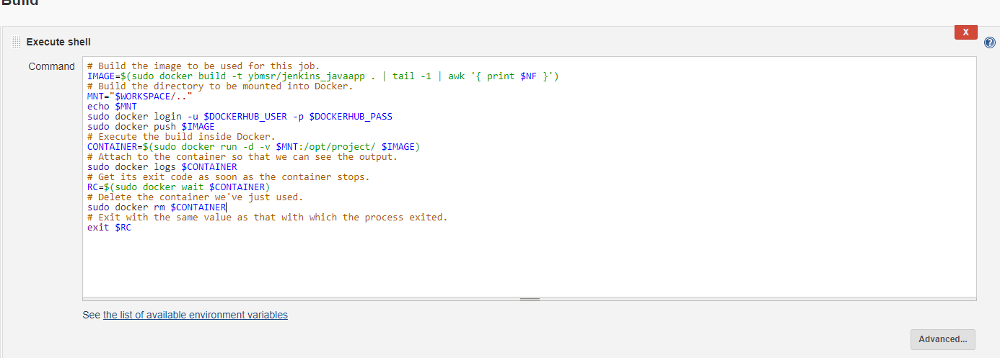 Build
X
Execute shell
?
Command
# Build the image to be used for this job.
IMAGE=$(sudo docker build -t ybmsr/jenkins_javaapp . | tail -1 | awk '{ print $NF }')
# Build the directory to be mounted into Docker.
MNT="$WORKSPACE/.."
echo $MNT
sudo docker login -u $DOCKERHUB_USER -p $DOCKERHUB_PASS
sudo docker push $IMAGE
# Execute the build inside Docker.
CONTAINER=$(sudo docker run -d -v $MNT:/opt/project/ $IMAGE)
# Attach to the container so that we can see the output.
sudo docker logs $CONTAINER
# Get its exit code as soon as the container stops.
RC=$(sudo docker wait $CONTAINER)
# Delete the container we've just used.
sudo docker rm $CONTAINER
# Exit with the same value as that with which the process exited.
exit $RC
See the list of available environment variables
Advanced...